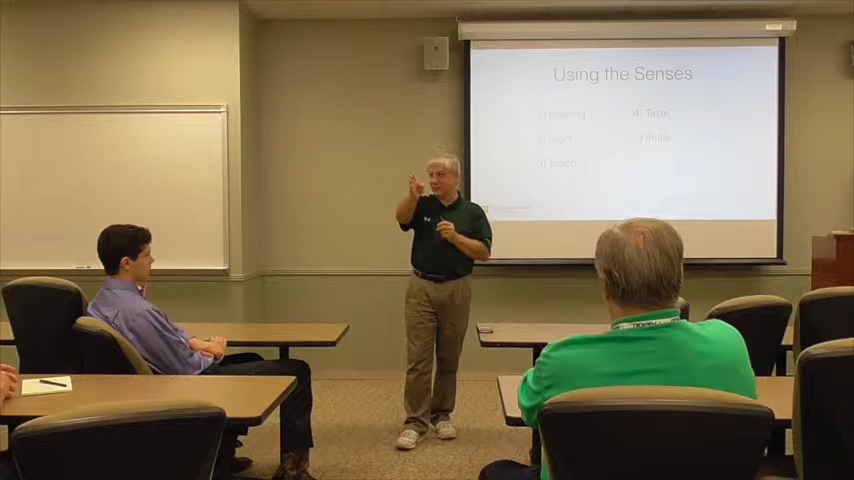 Using the Senses
1) Hearing
2) Sight
3) Touch
4) Taste
5) Smell